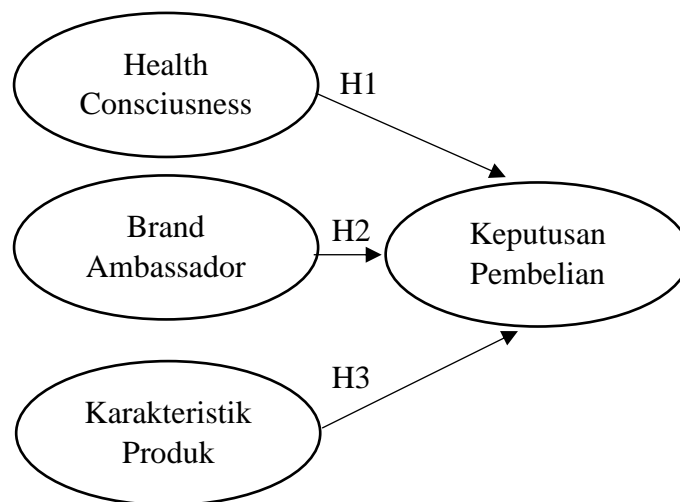 Health
Consciusness
H1
Brand
Ambassador
H2
Keputusan
Pembelian
H3
Karakteristik
Produk